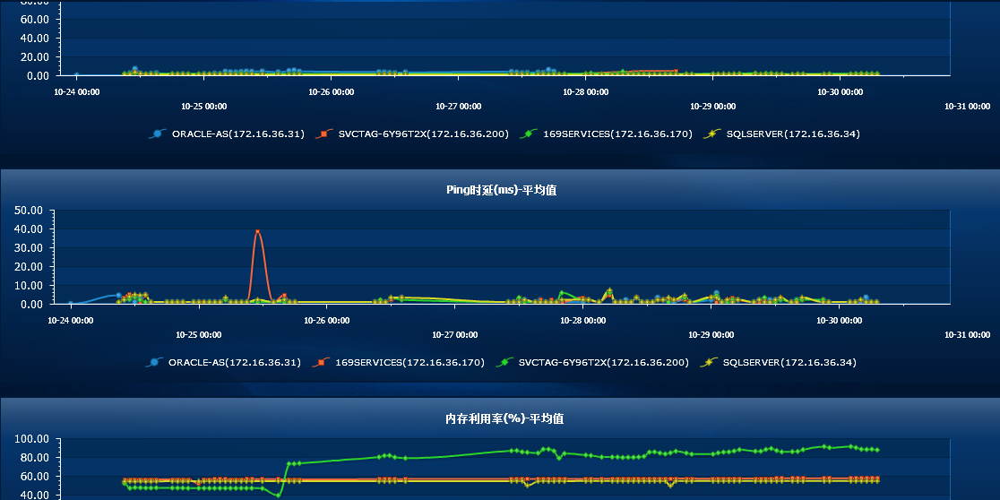 80.00
60.00
40.00
20.00
0.00
10-24 00:00 10-26 00:00 10-28 00:00 10-30 00:00
10-25 00:00 10-27 00:00 10-29 00:00 10-31 00:00
ORACLE-AS(172.16.36.31) SVCTAG-6Y96T2X(172.16.36.200) 169SERVICES(172.16.36.170) SQLSERVER(172.16.36.34)
Ping时延(ms)-平均值
50.00
40.00
30.00
20.00
10.00
0.00
10-24 00:00 10-26 00:00 10-28 00:00 10-30 00:00
10-25 00:00 10-27 00:00 10-29 00:00 10-31 00:00
ORACLE-AS(172.16.36.31) 169SERVICES(172.16.36.170) SVCTAG-6Y96T2X(172.16.36.200) SQLSERVER(172.16.36.34)
内存利用率(%)-平均值
100.00
80.00
60.00
40.00